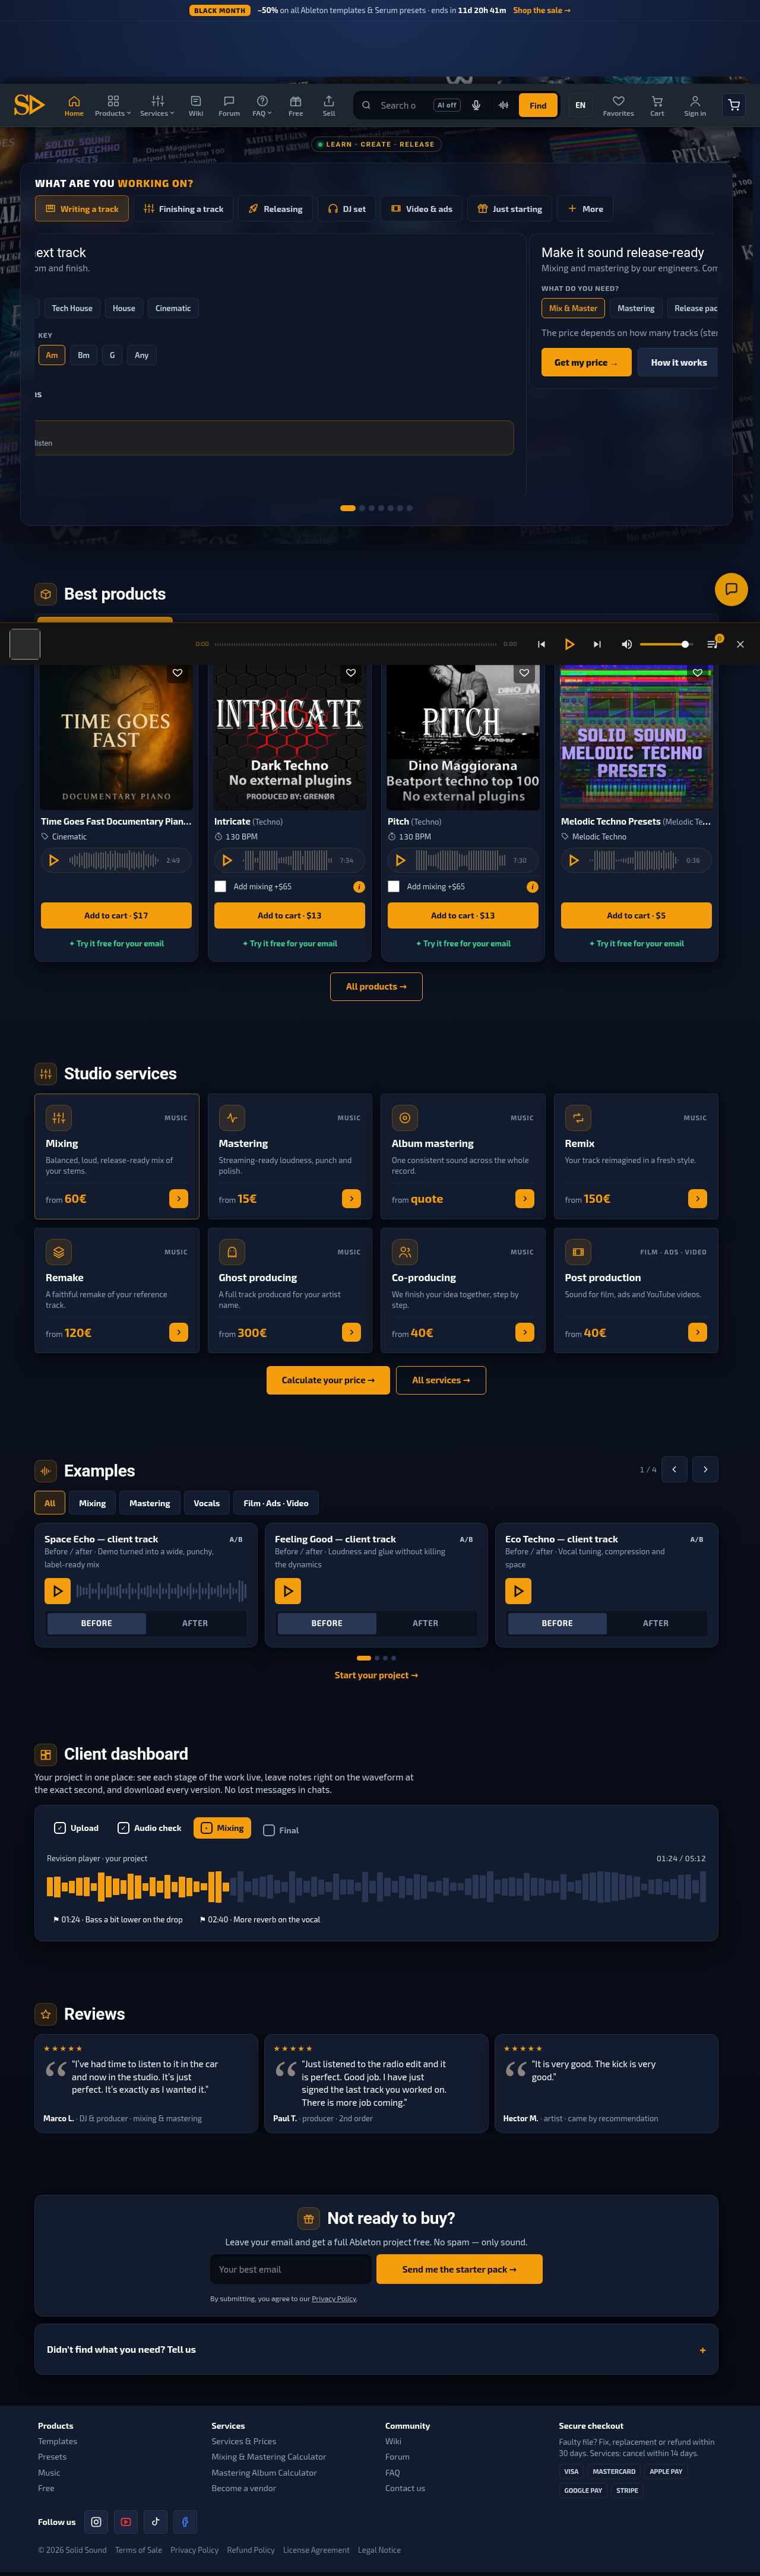 BLACK MONTH -50% on all Ableton templates & Serum presets · ends in 11d 20h 41m Shop the sale →
Home Products Services Wiki Forum FAQ Free Sell Search o AI off Find EN Favorites Cart Sign in
LEARN · CREATE · RELEASE
WHAT ARE YOU WORKING ON?
Writing a track Finishing a track Releasing DJ set Video & ads Just starting More
next track
om and finish.
Tech House House Cinematic
KEY
Am Bm G Any
listen
Make it sound release-ready
Mixing and mastering by our engineers. Com
WHAT DO YOU NEED?
Mix & Master Mastering Release pac
The price depends on how many tracks (ster
Get my price → How it works
Best products
0:00 0:00 0
TIME GOES FAST
DOCUMENTARY PIANO
Time Goes Fast Documentary Pian...
Cinematic
2:49
Add to cart · $17
+ Try it free for your email
INTRICATE
Dark Techno
No external plugins
PRODUCED BY: GRENØR
Intricate (Techno)
130 BPM
7:34
Add mixing +$65
Add to cart · $13
+ Try it free for your email
PITCH
Dino Maggiorana
Beatport techno top 100
No external plugins
Pitch (Techno)
130 BPM
7:30
Add mixing +$65
Add to cart · $13
+ Try it free for your email
SOLID SOUND
MELODIC TECHNO
PRESETS
Melodic Techno Presets (Melodic Te...
Melodic Techno
0:36
Add to cart · $5
+ Try it free for your email
All products →
Studio services
MUSIC
Mixing
Balanced, loud, release-ready mix of
your stems.
from 60€
MUSIC
Mastering
Streaming-ready loudness, punch and
polish.
from 15€
MUSIC
Album mastering
One consistent sound across the whole
record.
from quote
MUSIC
Remix
Your track reimagined in a fresh style.
from 150€
MUSIC
Remake
A faithful remake of your reference
track.
from 120€
MUSIC
Ghost producing
A full track produced for your artist
name.
from 300€
MUSIC
Co-producing
We finish your idea together, step by
step.
from 40€
FILM · ADS · VIDEO
Post production
Sound for film, ads and YouTube videos.
from 40€
Calculate your price → All services →
Examples
1 / 4
All Mixing Mastering Vocals Film · Ads · Video
Space Echo — client track A/B
Before / after · Demo turned into a wide, punchy,
label-ready mix
BEFORE AFTER
Feeling Good — client track A/B
Before / after · Loudness and glue without killing
the dynamics
BEFORE AFTER
Eco Techno — client track A/B
Before / after · Vocal tuning, compression and
space
BEFORE AFTER
Start your project →
Client dashboard
Your project in one place: see each stage of the work live, leave notes right on the waveform at
the exact second, and download every version. No lost messages in chats.
Upload Audio check Mixing Final
Revision player · your project 01:24 / 05:12
01:24 · Bass a bit lower on the drop 02:40 · More reverb on the vocal
Reviews
★★★★★
“I've had time to listen to it in the car
and now in the studio. It's just
perfect. It's exactly as I wanted it.”
Marco L. · DJ & producer · mixing & mastering
★★★★★
“Just listened to the radio edit and it
is perfect. Good job. I have just
signed the last track you worked on.
There is more job coming.”
Paul T. · producer · 2nd order
★★★★★
“It is very good. The kick is very
good.”
Hector M. · artist · came by recommendation
Not ready to buy?
Leave your email and get a full Ableton project free. No spam — only sound.
Your best email Send me the starter pack →
By submitting, you agree to our Privacy Policy.
Didn't find what you need? Tell us +
Products
Templates
Presets
Music
Free
Services
Services & Prices
Mixing & Mastering Calculator
Mastering Album Calculator
Become a vendor
Community
Wiki
Forum
FAQ
Contact us
Secure checkout
Faulty file? Fix, replacement or refund within
30 days. Services: cancel within 14 days.
VISA MASTERCARD APPLE PAY
GOOGLE PAY STRIPE
Follow us
© 2026 Solid Sound Terms of Sale Privacy Policy Refund Policy License Agreement Legal Notice